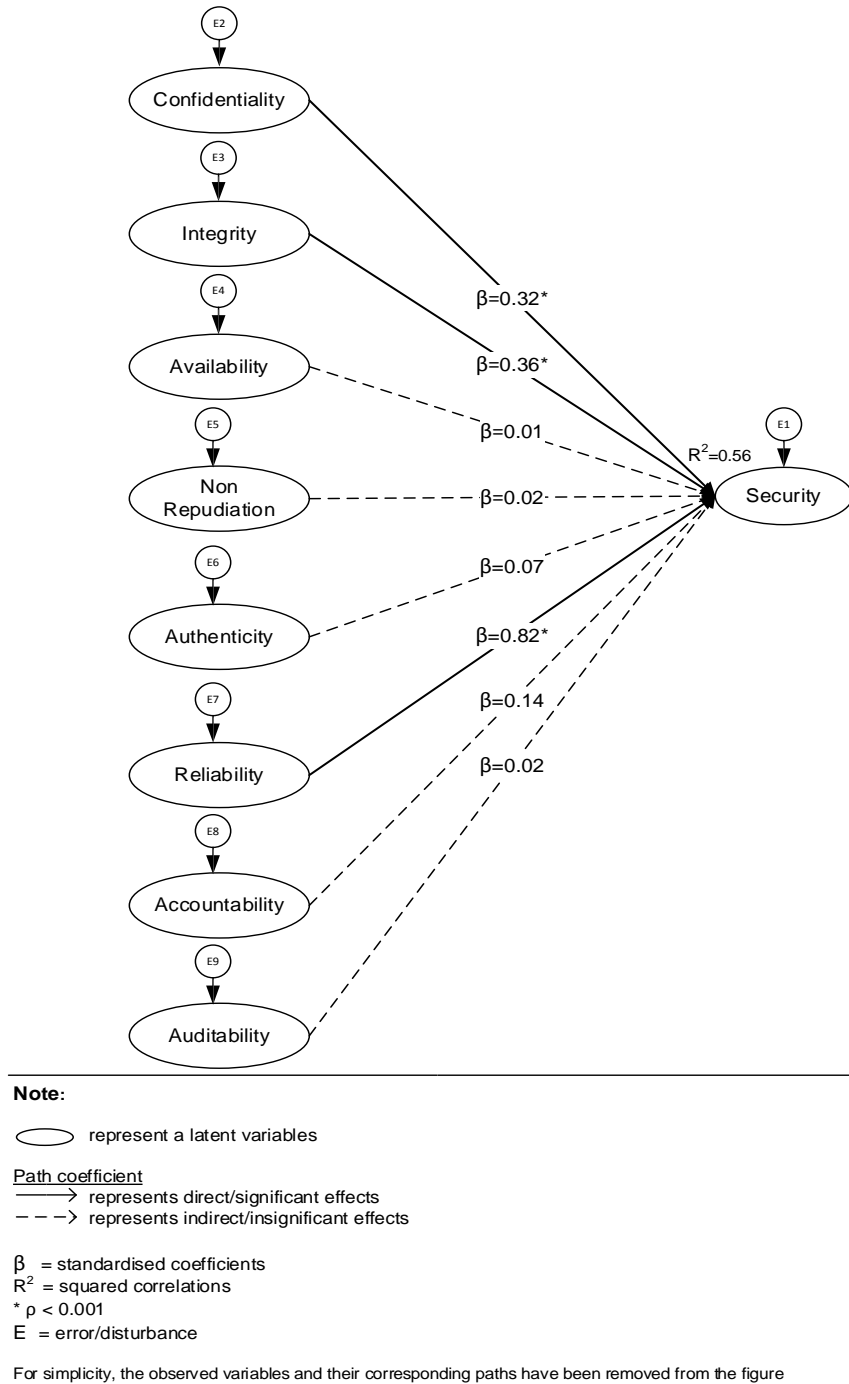 E2
Confidentiality
E3
Integrity
β=0.32*
E4
β=0.36*
Availability
E5
β=0.01
E1
R²=0.56
Non
Repudiation
β=0.02
Security
E6
β=0.07
Authenticity
β=0.82*
E7
β=0.14
Reliability
β=0.02
E8
Accountability
E9
Auditability
Note:
represent a latent variables
Path coefficient
represents direct/significant effects
represents indirect/insignificant effects
β = standardised coefficients
R² = squared correlations
* ρ < 0.001
E = error/disturbance
For simplicity, the observed variables and their corresponding paths have been removed from the figure